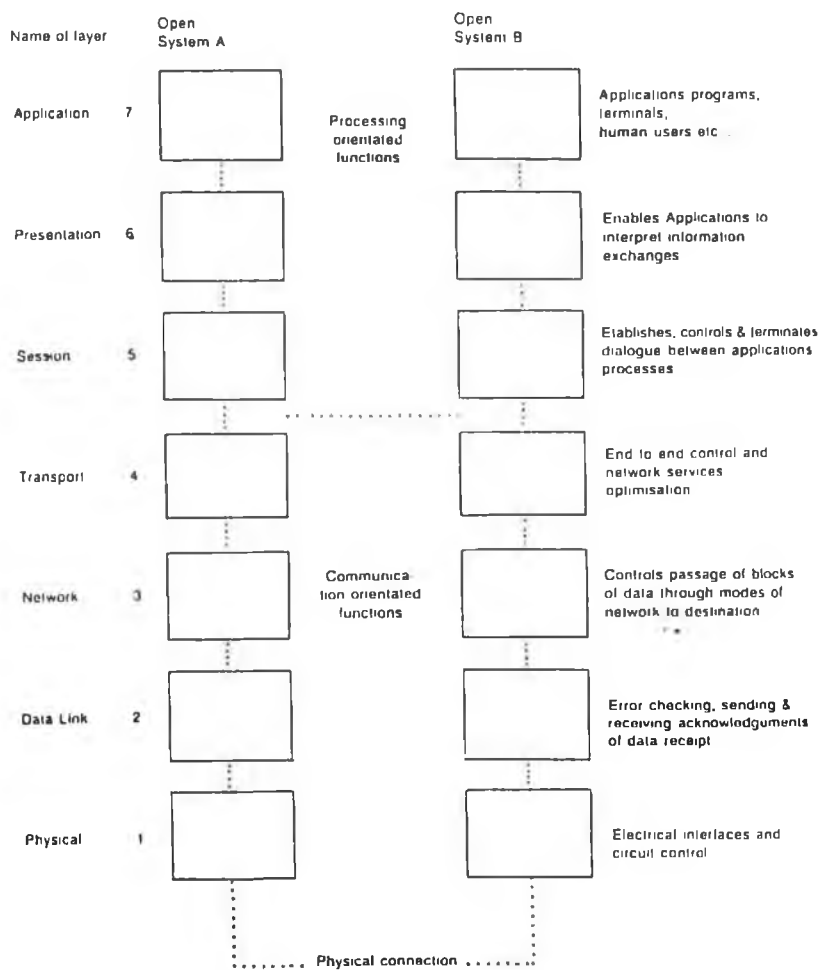 Name of layer
Open
System A
Open
System B
Application 7
Processing
orientated
functions
Applications programs,
terminals,
human users etc
Presentation 6
Enables Applications to
interpret information
exchanges
Session 5
Etablishes, controls & terminates
dialogue between applications
processes
Transport 4
End to end control and
network services
optimisation
Network 3
Communica-
tion orientated
functions
Controls passage of blocks
of data through modes of
network to destination
Data Link 2
Error checking, sending &
receiving acknowledguments
of data receipt
Physical 1
Electrical interfaces and
circuit control
Physical connection